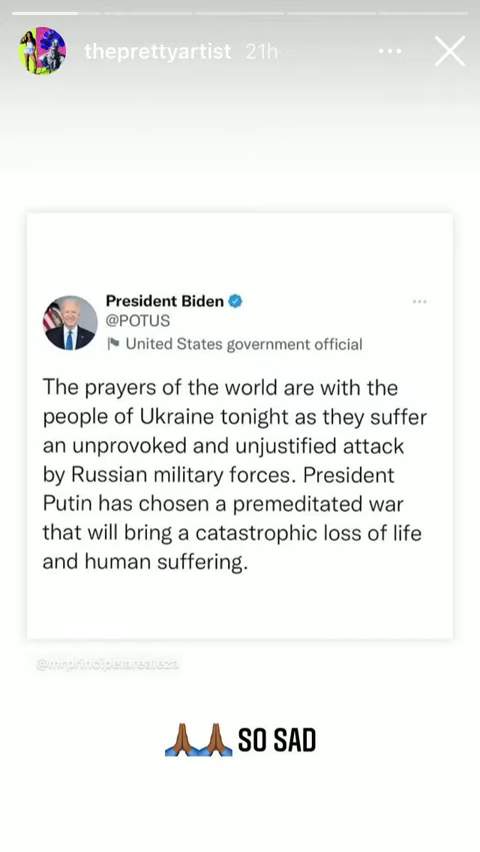 theprettyartist 21h
President Biden
@POTUS
United States government official
The prayers of the world are with the
people of Ukraine tonight as they suffer
an unprovoked and unjustified attack
by Russian military forces. President
Putin has chosen a premeditated war
that will bring a catastrophic loss of life
and human suffering.
@mrprincipelarealeza
🙏🏾🙏🏾 SO SAD